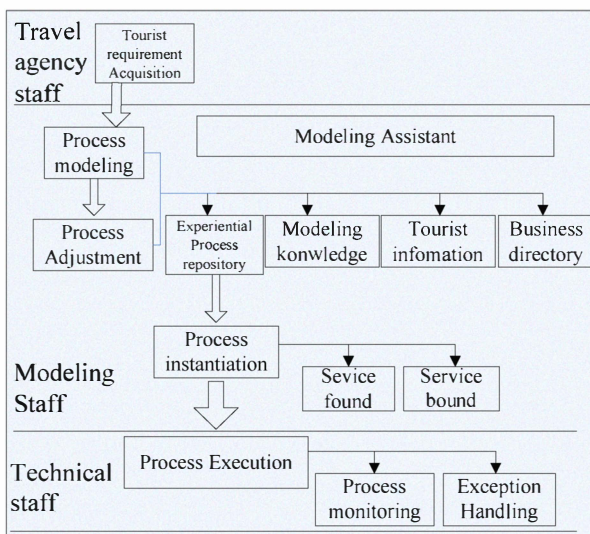 Travel
agency
staff
Tourist
requirement
Acquisition
Process
modeling
Modeling Assistant
Process
Adjustment
Experiential
Process
repository
Modeling
konwledge
Tourist
infomation
Business
directory
Process
instantiation
Sevice
found
Service
bound
Modeling
Staff
Process Execution
Technical
staff
Process
monitoring
Exception
Handling